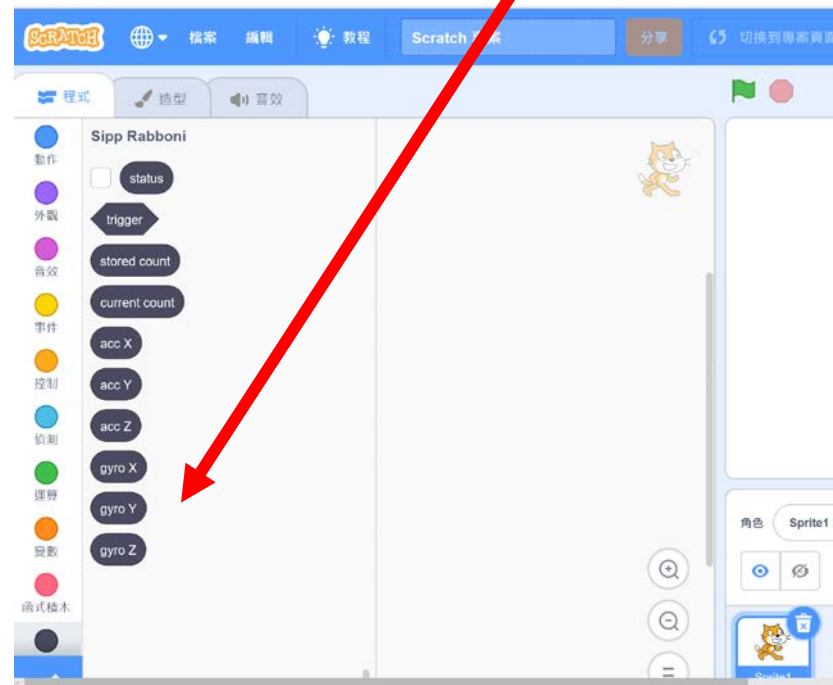 SCRATCH 檔案 編輯 教程 Scratch 分享 切換到專案頁面
程式 造型 音效
Sipp Rabboni
動作
status
外觀
trigger
音效
stored count
事件
current count
控制
acc X
acc Y
偵測
acc Z
運算
gyro X
gyro Y
變數
gyro Z
函式積木
角色 Sprite1
Sprite1